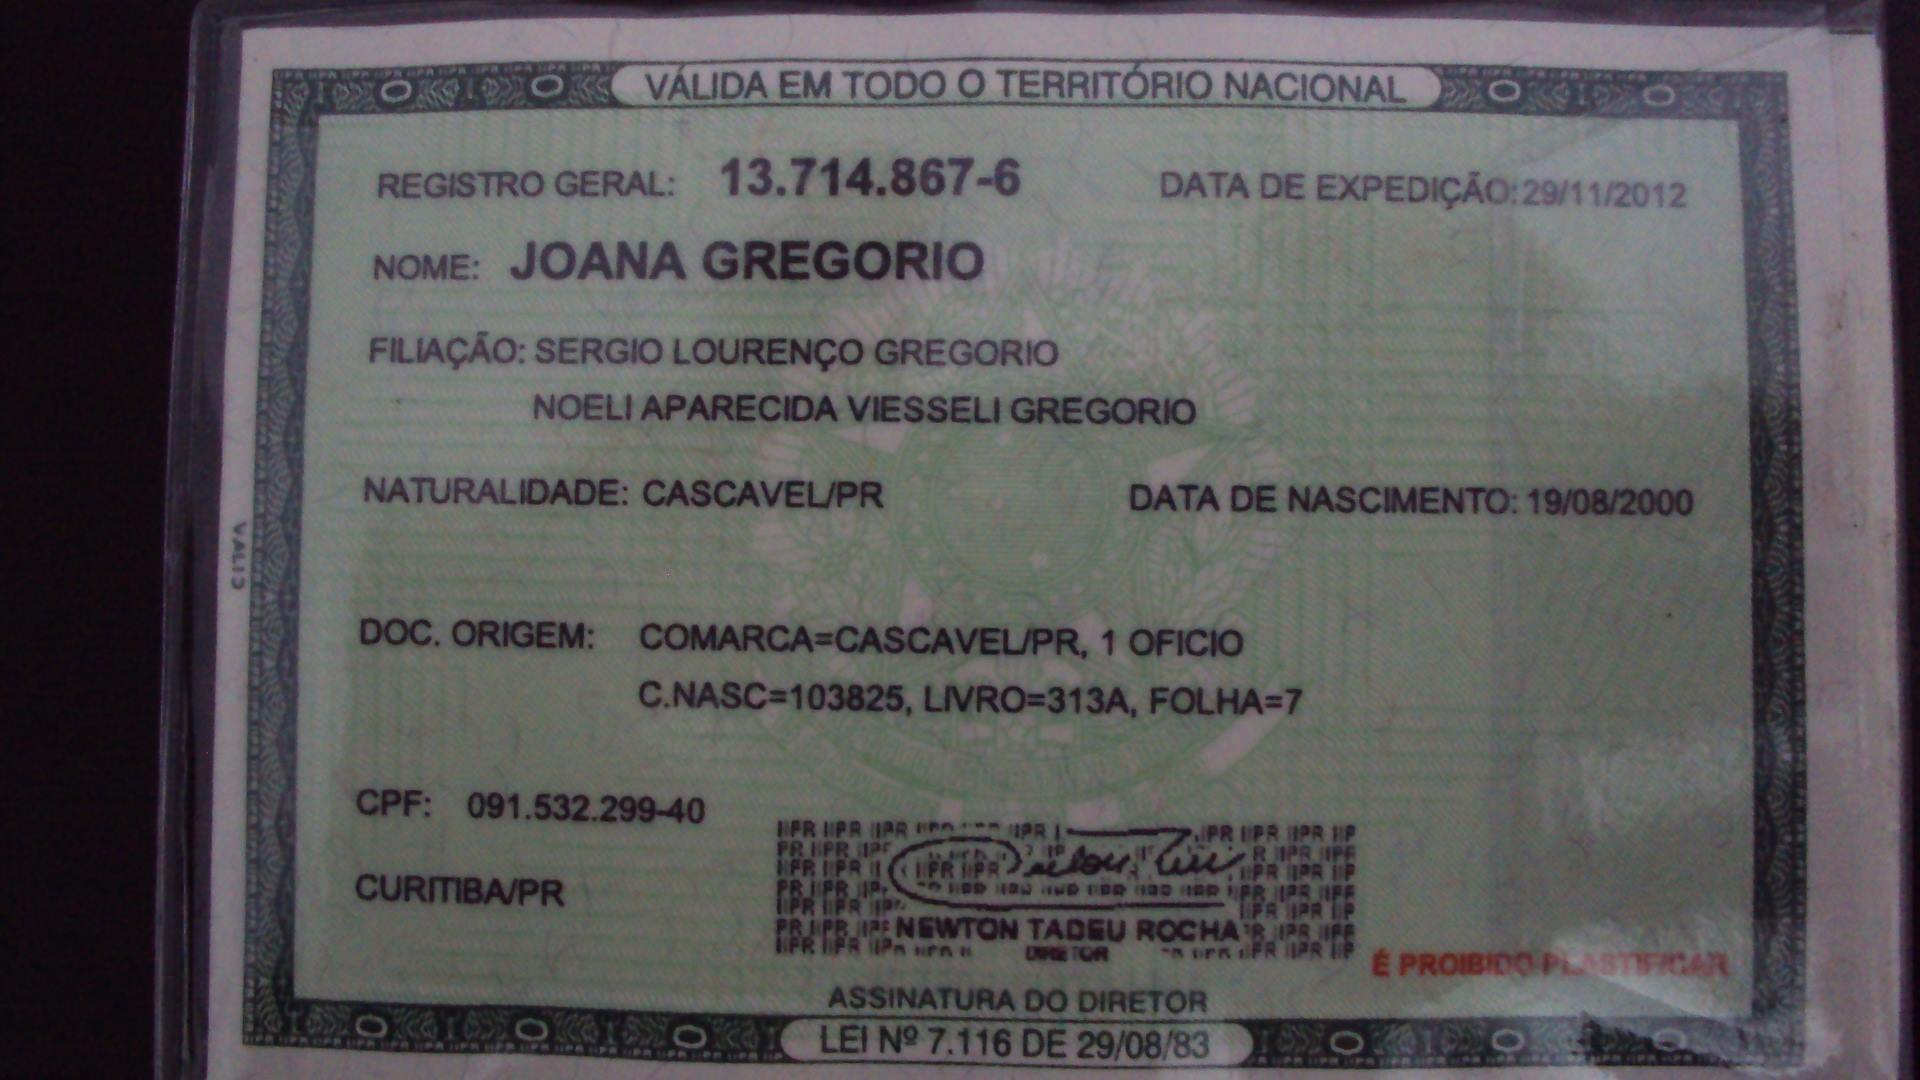 VÁLIDA EM TODO O TERRITÓRIO NACIONAL
REGISTRO GERAL: 13.714.867-6 DATA DE EXPEDIÇÃO: 29/11/2012
NOME: JOANA GREGORIO
FILIAÇÃO: SERGIO LOURENÇO GREGORIO
NOELI APARECIDA VIESSELI GREGORIO
NATURALIDADE: CASCAVEL/PR DATA DE NASCIMENTO: 19/08/2000
VALID
DOC. ORIGEM: COMARCA=CASCAVEL/PR, 1 OFICIO
C.NASC=103825, LIVRO=313A, FOLHA=7
CPF: 091.532.299-40
CURITIBA/PR
NEWTON TADEU ROCHA
DIRETOR
É PROIBIDO PLASTIFICAR
ASSINATURA DO DIRETOR
LEI Nº 7.116 DE 29/08/83